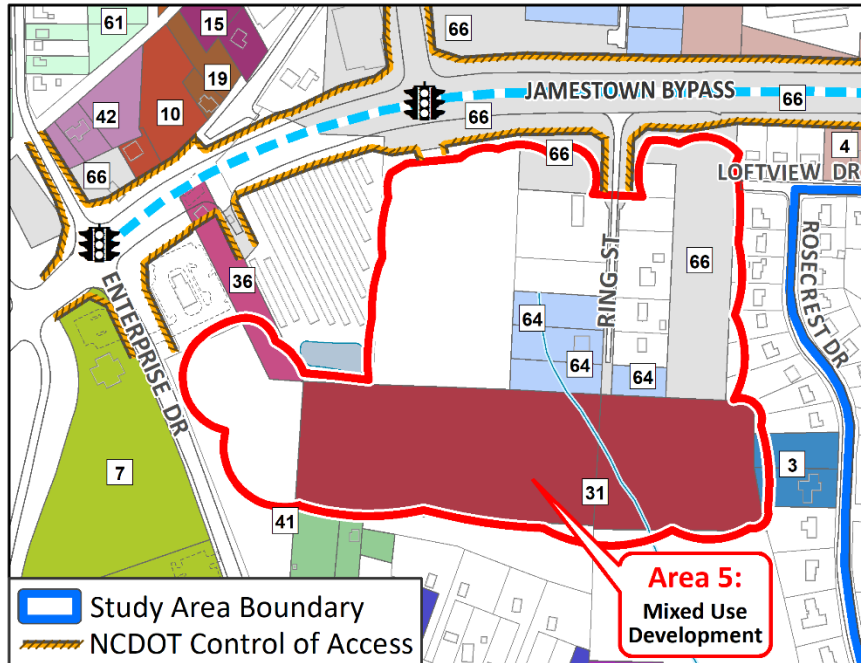 61
15
66
19
42
10
JAMESTOWN BYPASS
66
66
66
66
4
LOFTVIEW DR
36
66
RING ST
ROSECREST DR
ENTERPRISE DR
64
64
64
7
3
31
41
Area 5:
Mixed Use
Development
Study Area Boundary
NCDOT Control of Access